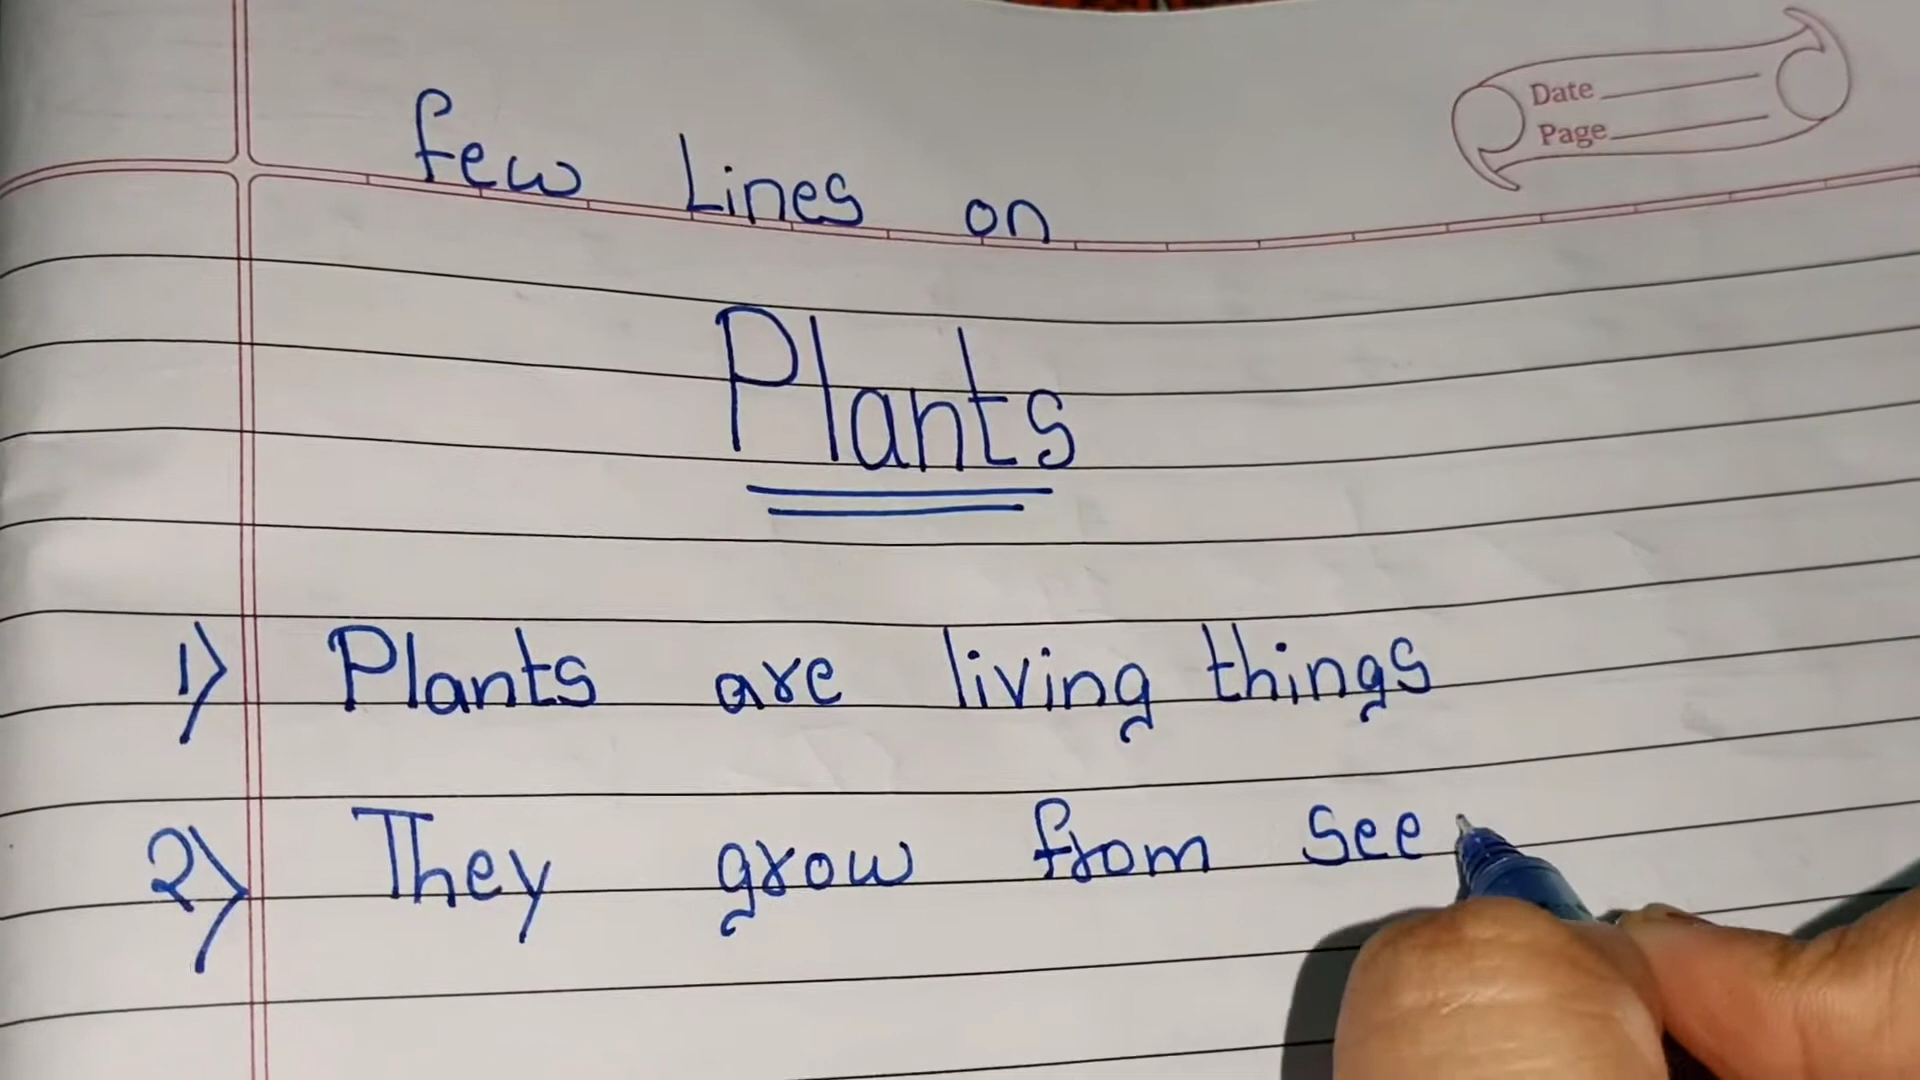 Date
Page
few Lines on
Plants
1) Plants are living things
2) They grow from see